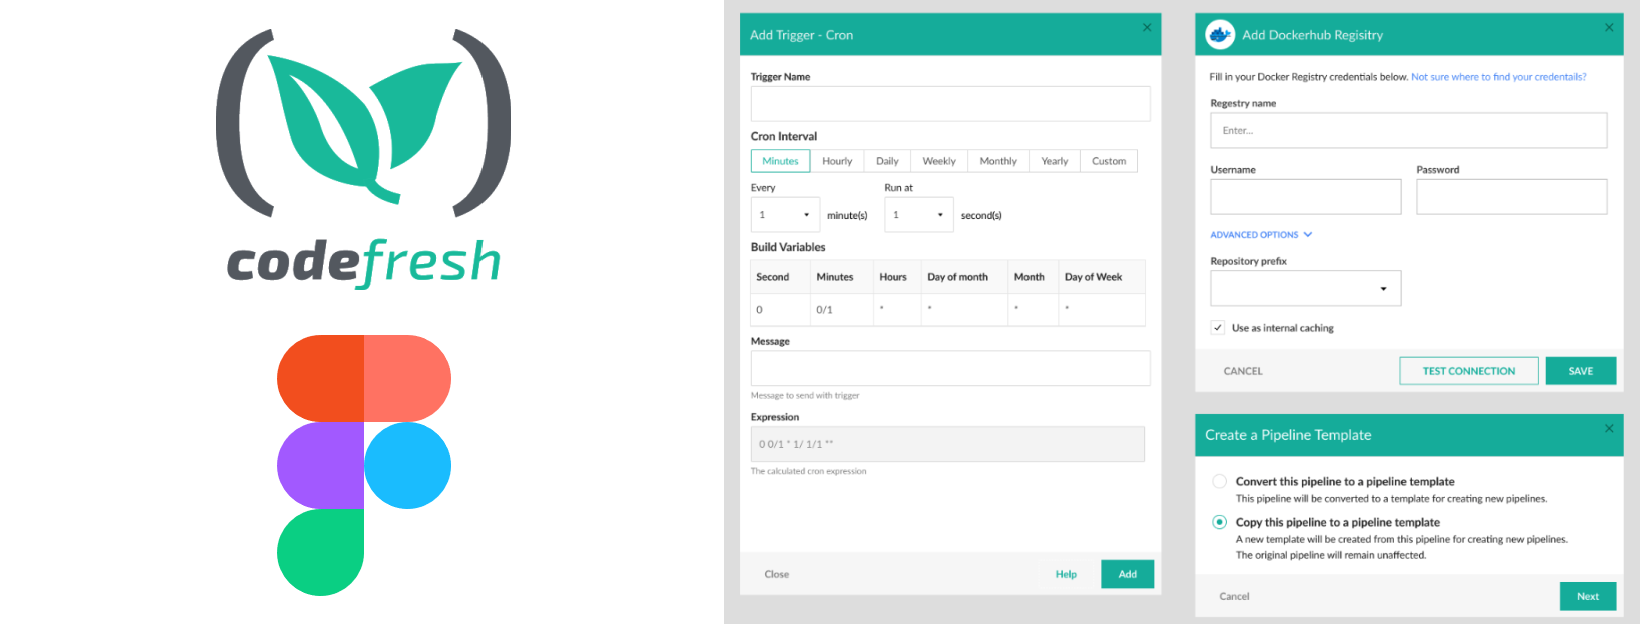 codefresh
Add Trigger - Cron
Trigger Name
Cron Interval
Minutes Hourly Daily Weekly Monthly Yearly Custom
Every Run at
1 minute(s) 1 second(s)
Build Variables
Second Minutes Hours Day of month Month Day of Week
0 0/1 * * * *
Message
Message to send with trigger
Expression
0 0/1 * 1/ 1/1 **
The calculated cron expression
Close Help Add
Add Dockerhub Regisitry
Fill in your Docker Registry credentials below. Not sure where to find your credentails?
Regestry name
Enter...
Username Password
ADVANCED OPTIONS
Repository prefix
Use as internal caching
CANCEL TEST CONNECTION SAVE
Create a Pipeline Template
Convert this pipeline to a pipeline template
This pipeline will be converted to a template for creating new pipelines.
Copy this pipeline to a pipeline template
A new template will be created from this pipeline for creating new pipelines.
The original pipeline will remain unaffected.
Cancel Next